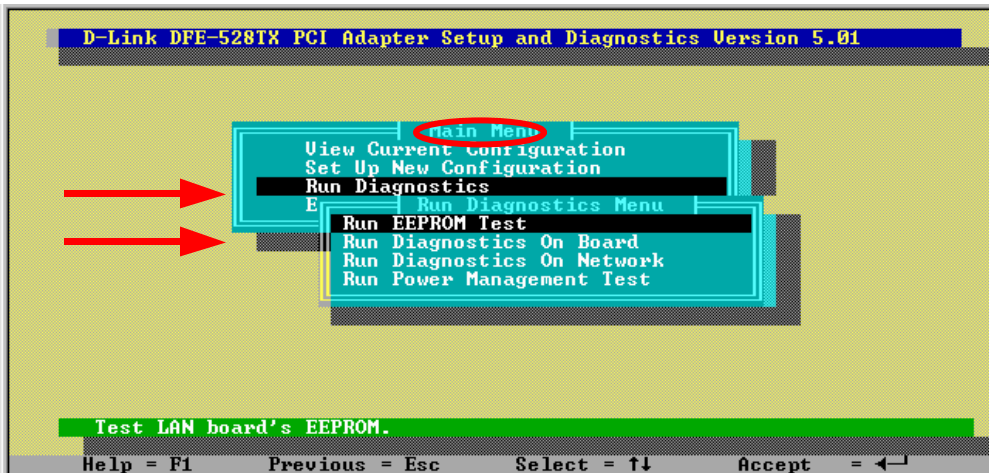 D-Link DFE-528TX PCI Adapter Setup and Diagnostics Version 5.01
Main Menu
View Current Configuration
Set Up New Configuration
Run Diagnostics
E
Run Diagnostics Menu
Run EEPROM Test
Run Diagnostics On Board
Run Diagnostics On Network
Run Power Management Test
Test LAN board's EEPROM.
Help = F1 Previous = Esc Select = ↑↓ Accept = ◄─┘